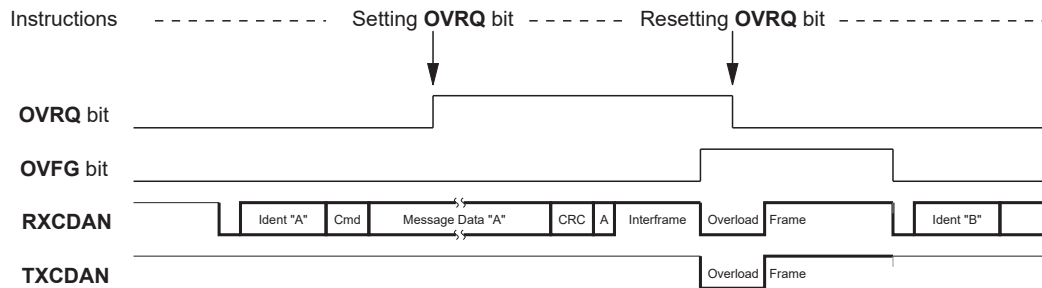 Instructions Setting OVRQ bit Resetting OVRQ bit
OVRQ bit
OVFG bit
RXCDAN Ident "A" Cmd Message Data "A" CRC A Interframe Overload Frame Ident "B"
TXCDAN Overload Frame